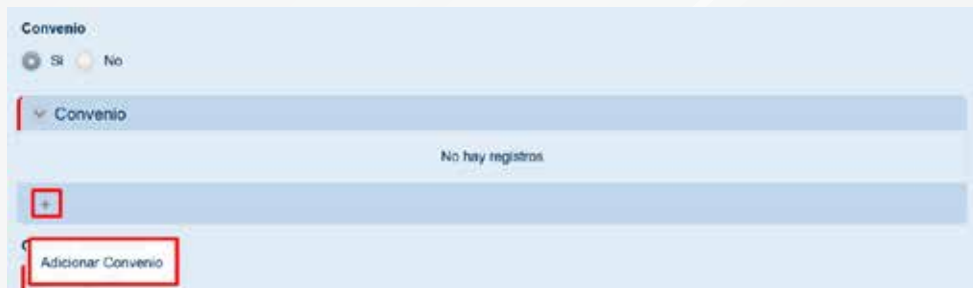 Convenio
Si No
Convenio
No hay registros
+
Adicionar Convenio